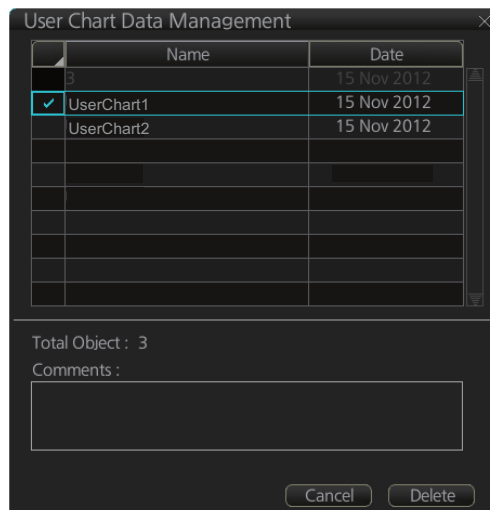 User Chart Data Management
Name Date
3 15 Nov 2012
UserChart1 15 Nov 2012
UserChart2 15 Nov 2012
Total Object : 3
Comments :
Cancel Delete